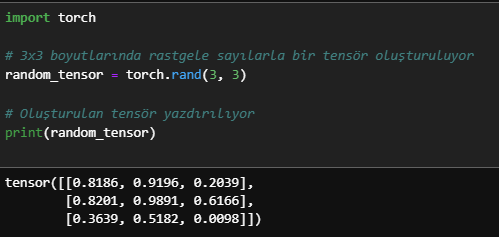 import torch
# 3x3 boyutlarında rastgele sayılarla bir tensör oluşturuluyor
random_tensor = torch.rand(3, 3)
# Oluşturulan tensör yazdırılıyor
print(random_tensor)
tensor([[0.8186, 0.9196, 0.2039],
        [0.8201, 0.9891, 0.6166],
        [0.3639, 0.5182, 0.0098]])